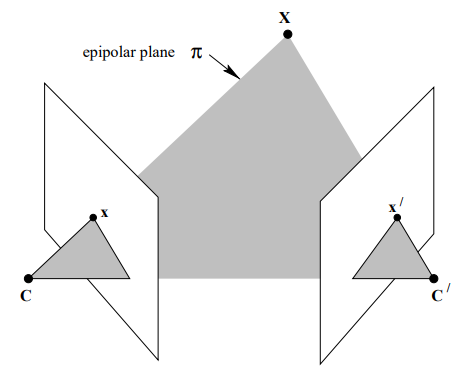 X
epipolar plane π
x
x /
C
C /